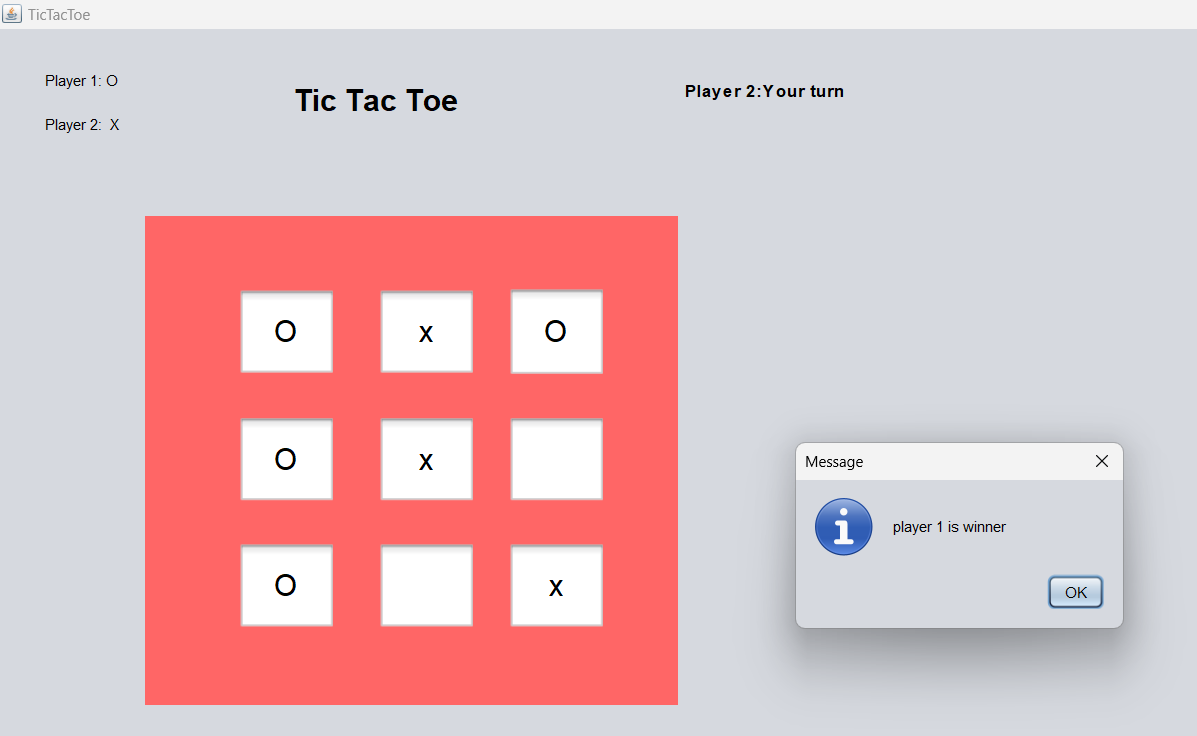 TicTacToe
Player 1: O
Tic Tac Toe
Player 2:Your turn
Player 2: X
O x O
O x
O x
Message
player 1 is winner
OK